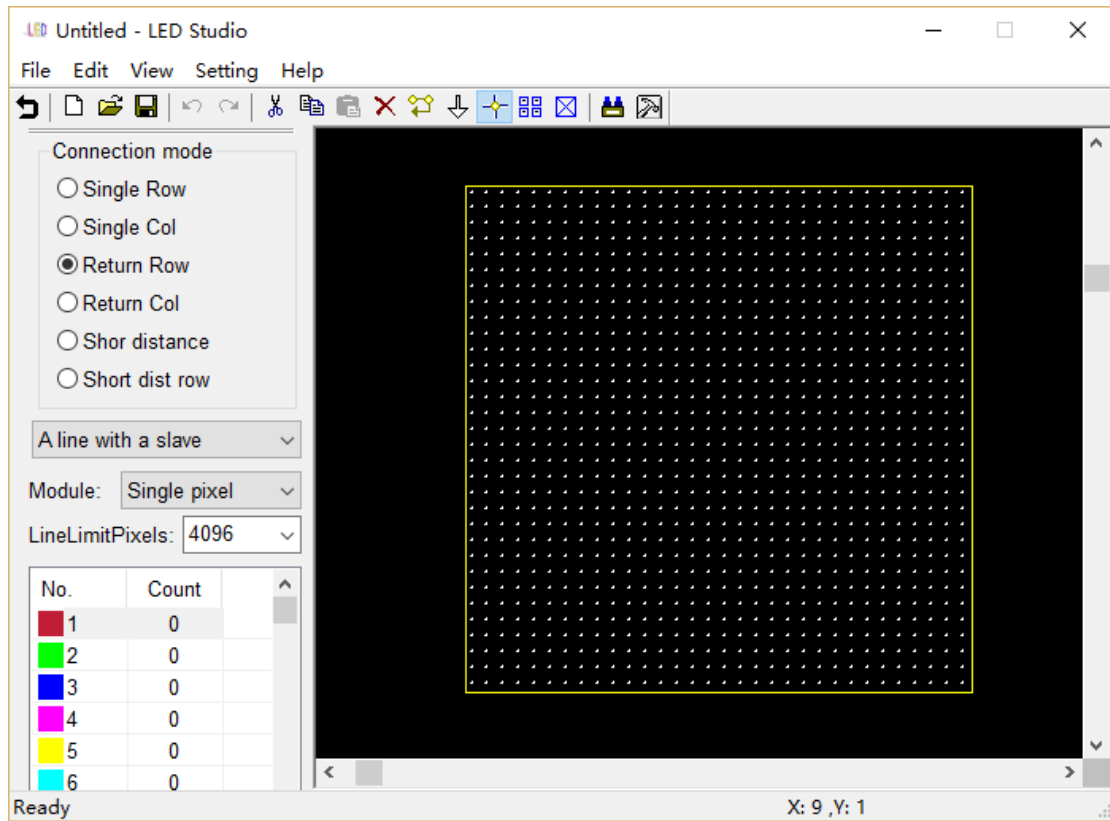 LED Untitled - LED Studio
File Edit View Setting Help
Connection mode
Single Row
Single Col
Return Row
Return Col
Shor distance
Short dist row
A line with a slave
Module: Single pixel
LineLimitPixels: 4096
No. Count
1 0
2 0
3 0
4 0
5 0
6 0
Ready X: 9 ,Y: 1